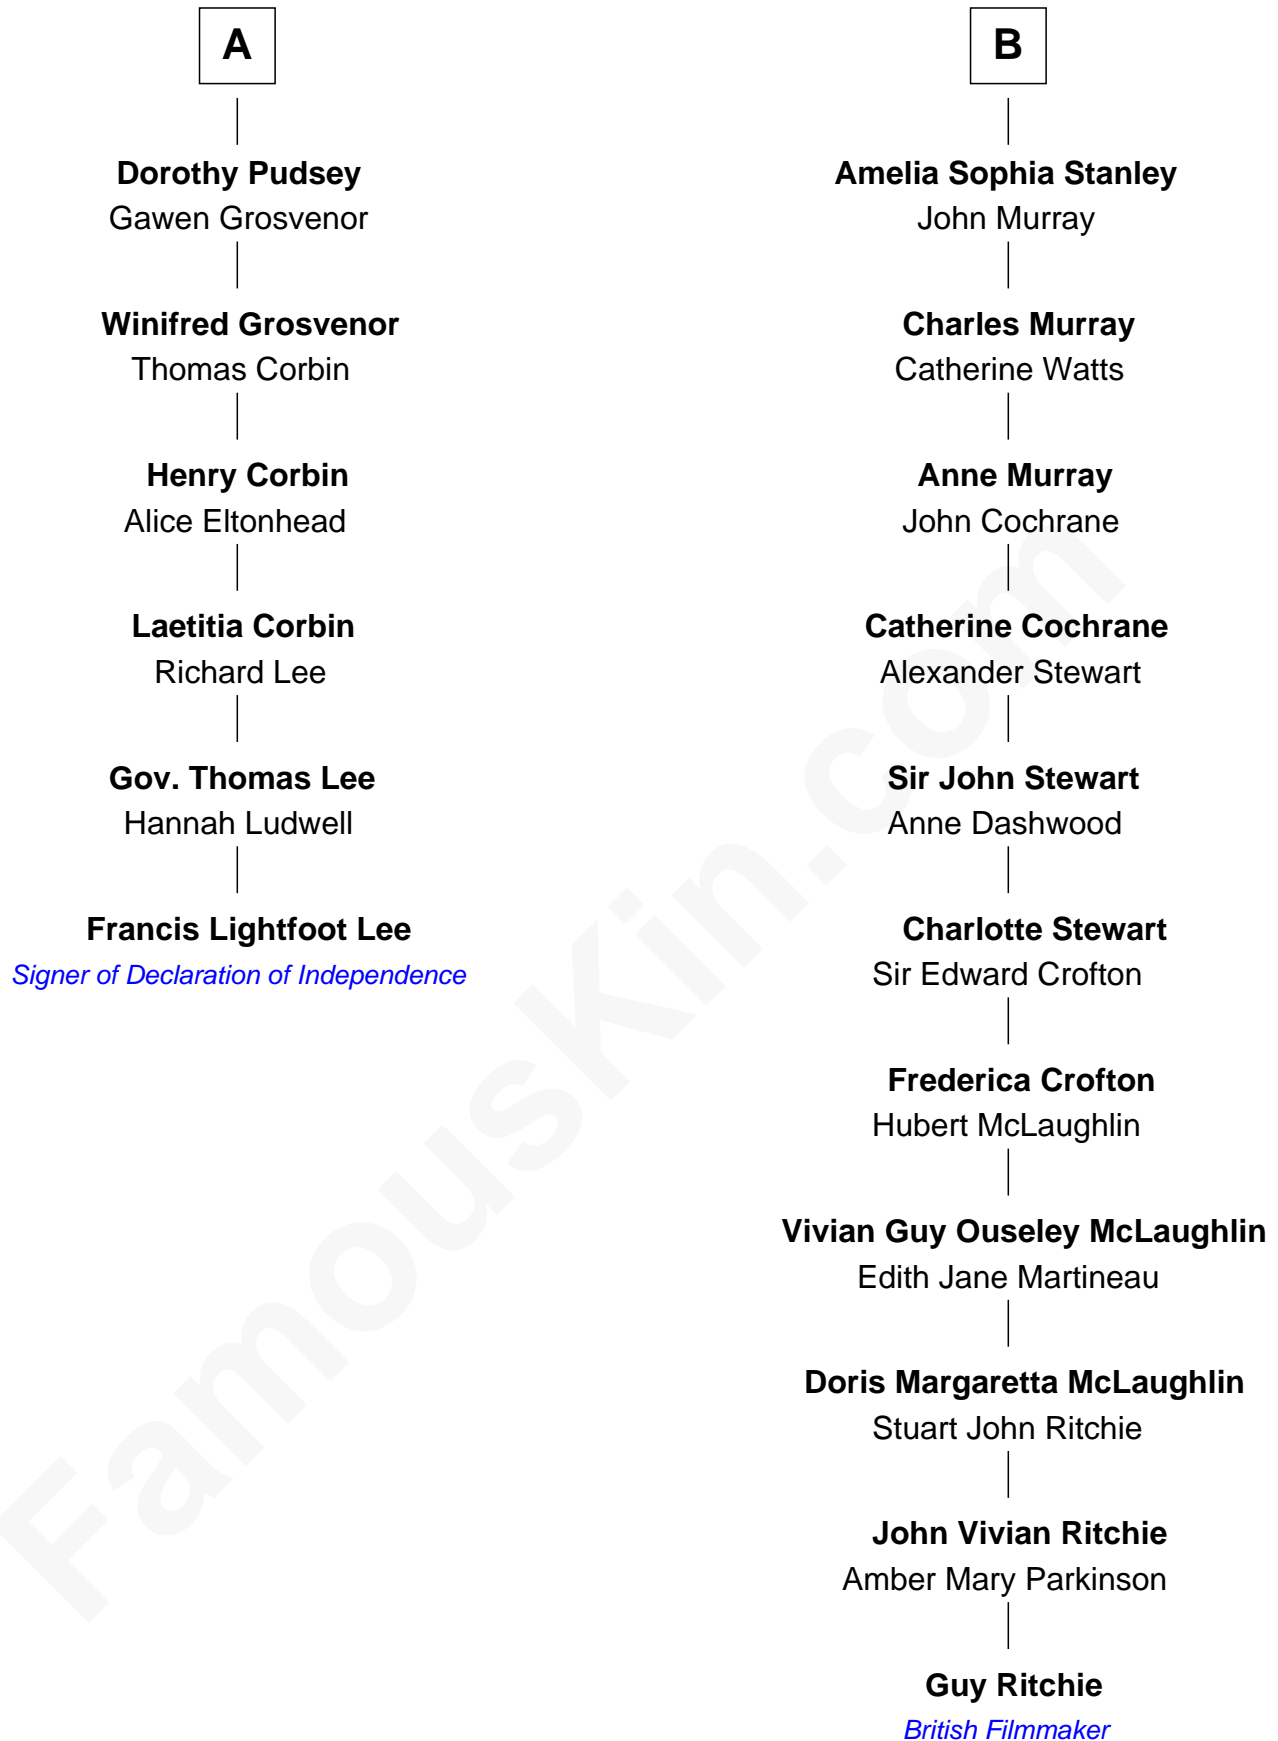 A
Dorothy Pudsey
Gawen Grosvenor
Winifred Grosvenor
Thomas Corbin
Henry Corbin
Alice Eltonhead
Laetitia Corbin
Richard Lee
Gov. Thomas Lee
Hannah Ludwell
Francis Lightfoot Lee
Signer of Declaration of Independence
B
Amelia Sophia Stanley
John Murray
Charles Murray
Catherine Watts
Anne Murray
John Cochrane
Catherine Cochrane
Alexander Stewart
Sir John Stewart
Anne Dashwood
Charlotte Stewart
Sir Edward Crofton
Frederica Crofton
Hubert McLaughlin
Vivian Guy Ouseley McLaughlin
Edith Jane Martineau
Doris Margaretta McLaughlin
Stuart John Ritchie
John Vivian Ritchie
Amber Mary Parkinson
Guy Ritchie
British Filmmaker
FamousKin.com